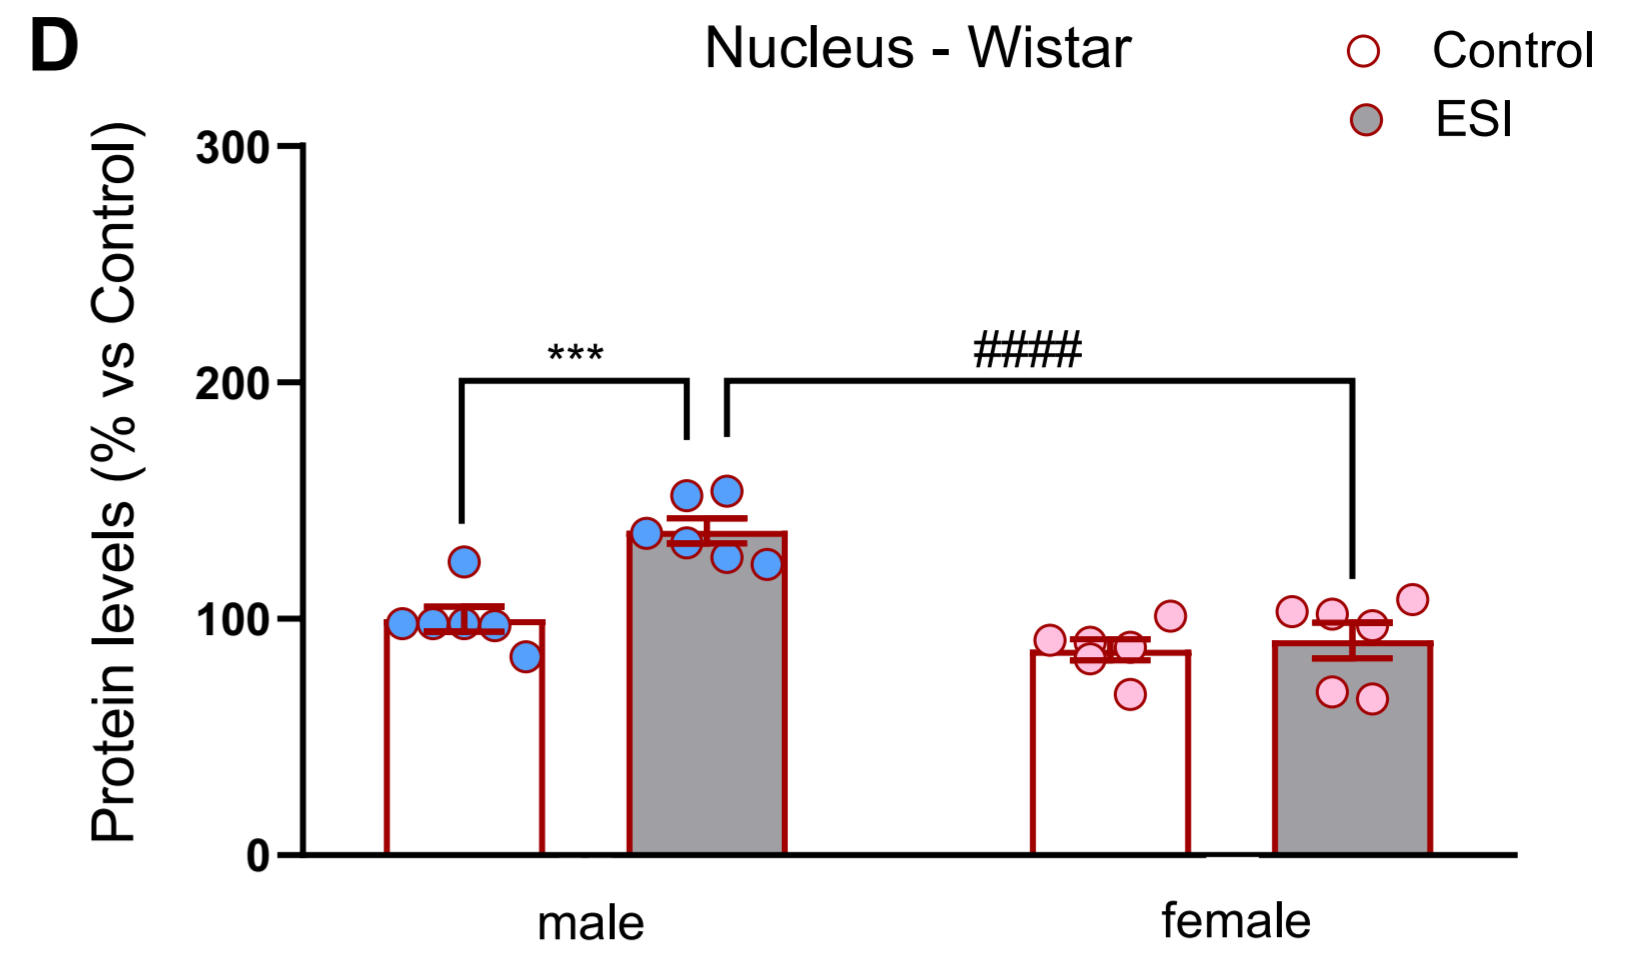 D
Nucleus - Wistar
Control
ESI
Protein levels (% vs Control)
300
200
100
0
***
####
male
female